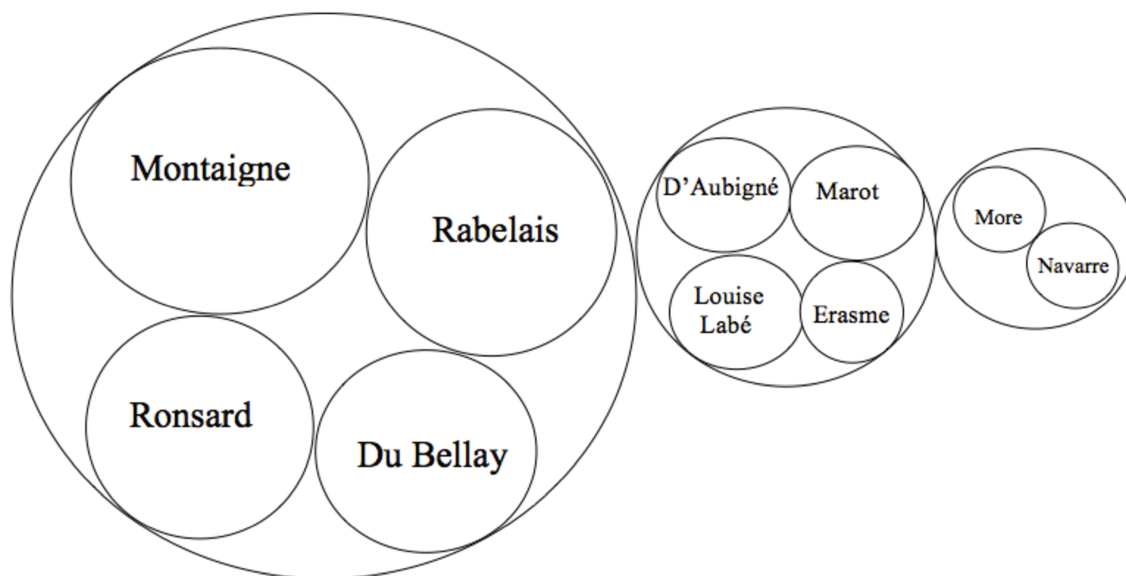 Montaigne
Rabelais
Ronsard
Du Bellay
D’Aubigné
Marot
Louise
Labé
Erasme
More
Navarre